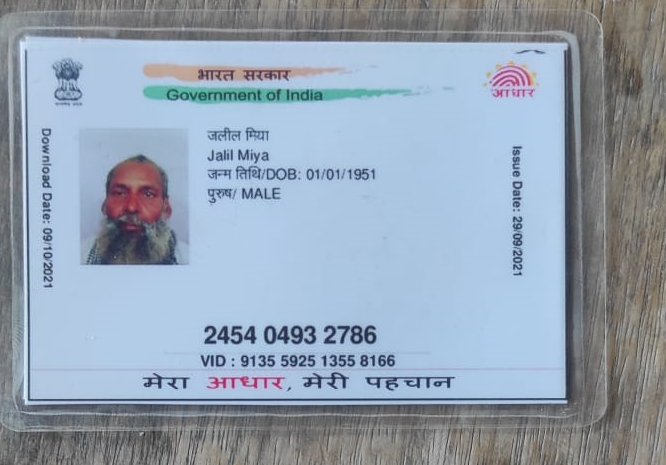 भारत सरकार
Government of India
आधार
Download Date: 09/10/2021
जलील मिया
Jalil Miya
जन्म तिथि/DOB: 01/01/1951
पुरुष/ MALE
Issue Date: 29/09/2021
2454 0493 2786
VID : 9135 5925 1355 8166
मेरा आधार, मेरी पहचान